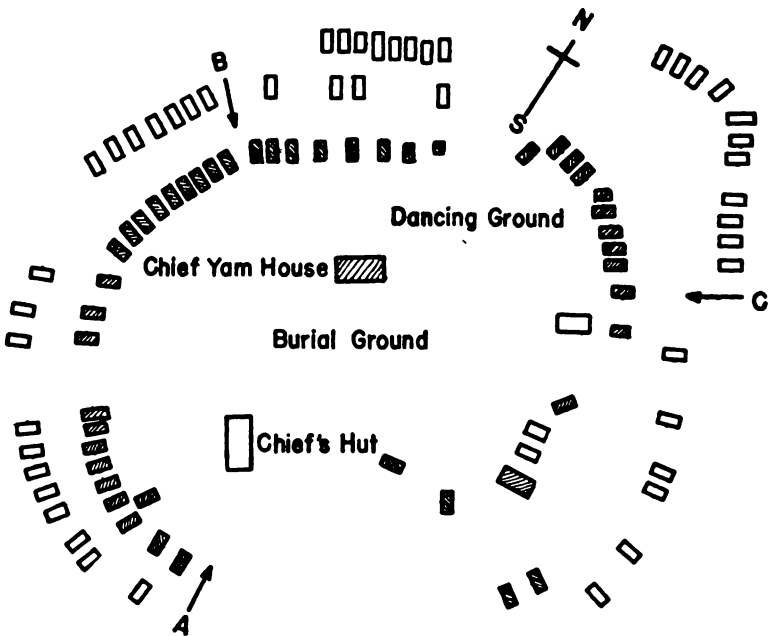 N
B
S
Dancing Ground
Chief Yam House
C
Burial Ground
Chief's Hut
A